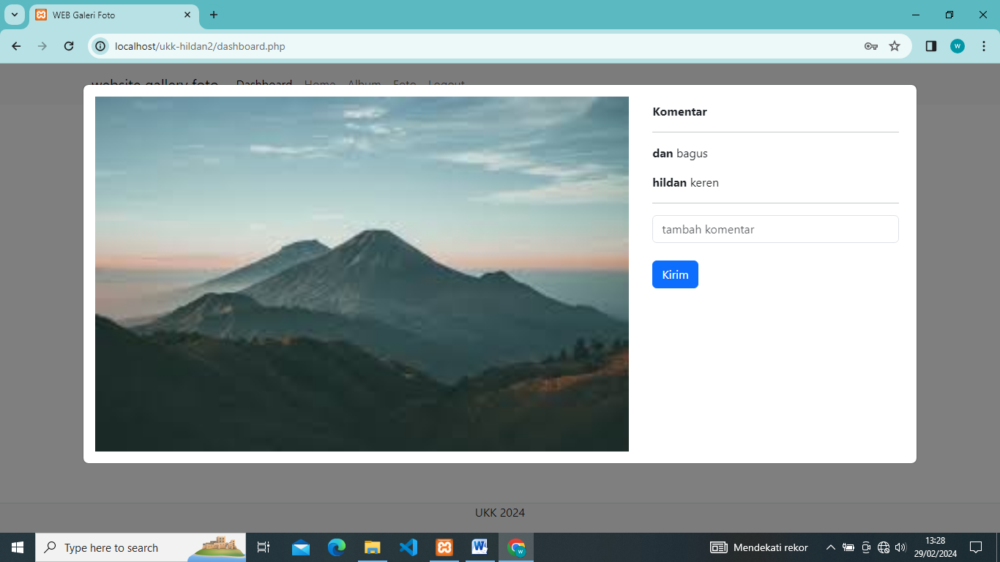 WEB Galeri Foto
localhost/ukk-hildan2/dashboard.php
W
website gallery foto Dashboard Home Album Foto Logout
Komentar
dan bagus
hildan keren
tambah komentar
Kirim
UKK 2024
Type here to search
Mendekati rekor
13:28
29/02/2024